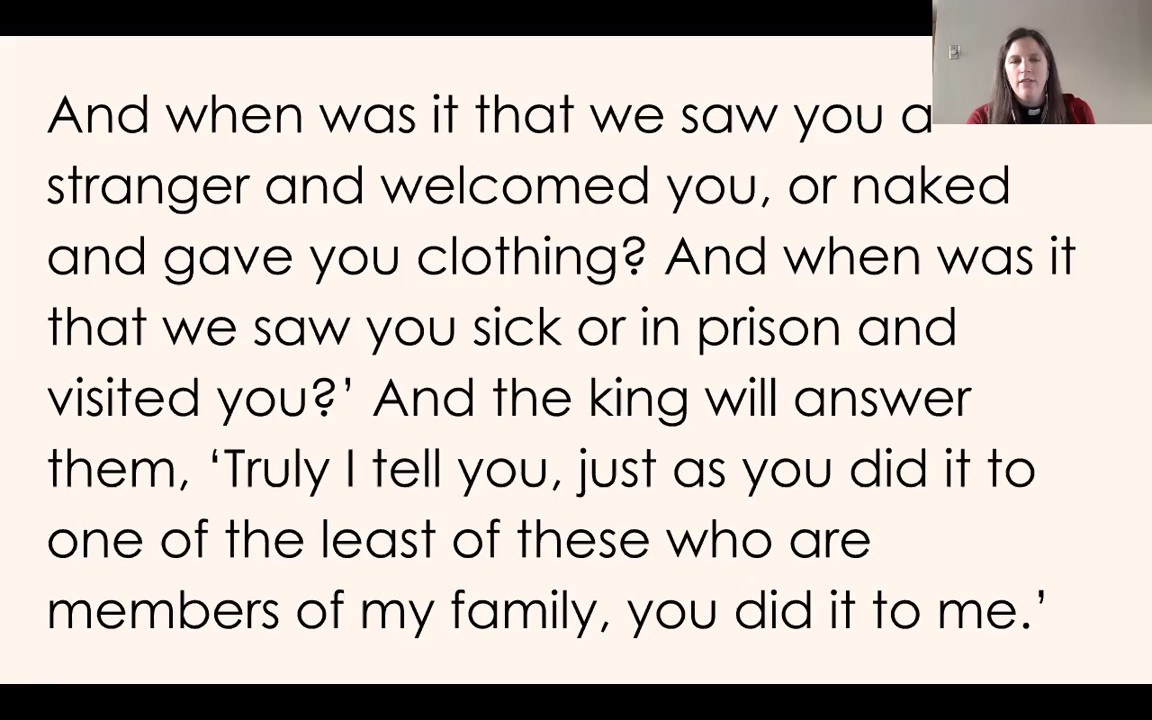 And when was it that we saw you a
stranger and welcomed you, or naked
and gave you clothing? And when was it
that we saw you sick or in prison and
visited you?’ And the king will answer
them, ‘Truly I tell you, just as you did it to
one of the least of these who are
members of my family, you did it to me.’